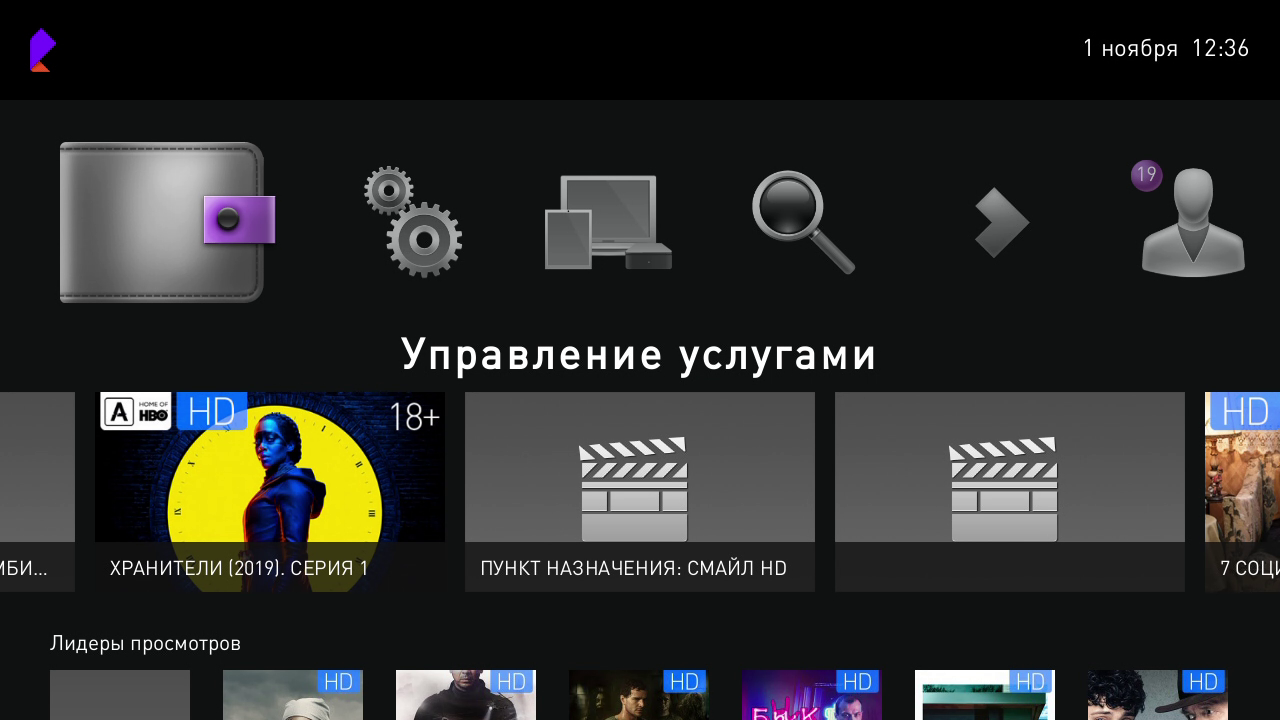 1 ноября 12:36
19
Управление услугами
A HOME OF HBO HD 18+
HD
МБИ...
ХРАНИТЕЛИ (2019). СЕРИЯ 1
ПУНКТ НАЗНАЧЕНИЯ: СМАЙЛ HD
7 СОЦИ
Лидеры просмотров
HD
HD
HD
HD
HD
HD